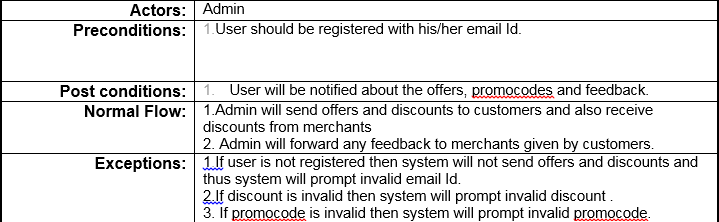 Actors: Admin
Preconditions: 1.User should be registered with his/her email Id.
Post conditions: 1. User will be notified about the offers, promocodes and feedback.
Normal Flow: 1.Admin will send offers and discounts to customers and also receive
discounts from merchants
2. Admin will forward any feedback to merchants given by customers.
Exceptions: 1.If user is not registered then system will not send offers and discounts and
thus system will prompt invalid email Id.
2.If discount is invalid then system will prompt invalid discount .
3. If promocode is invalid then system will prompt invalid promocode.